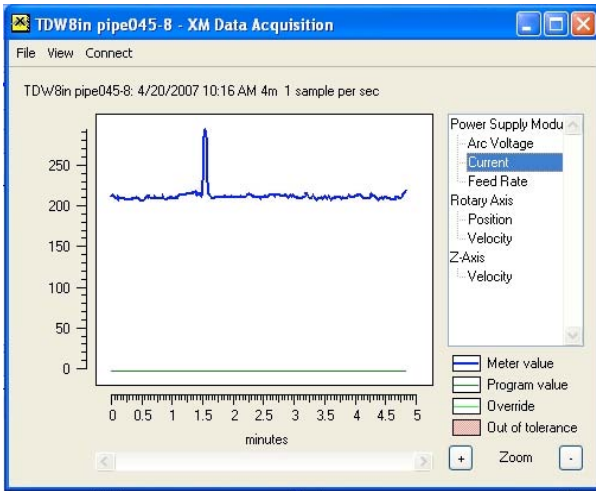 TDW8in pipe045-8 - XM Data Acquisition
File View Connect
TDW8in pipe045-8: 4/20/2007 10:16 AM 4m 1 sample per sec
250
200
150
100
50
0
0 0.5 1 1.5 2 2.5 3 3.5 4 4.5 5
minutes
Power Supply Modu
Arc Voltage
Current
Feed Rate
Rotary Axis
Position
Velocity
Z-Axis
Velocity
Meter value
Program value
Override
Out of tolerance
+ Zoom -